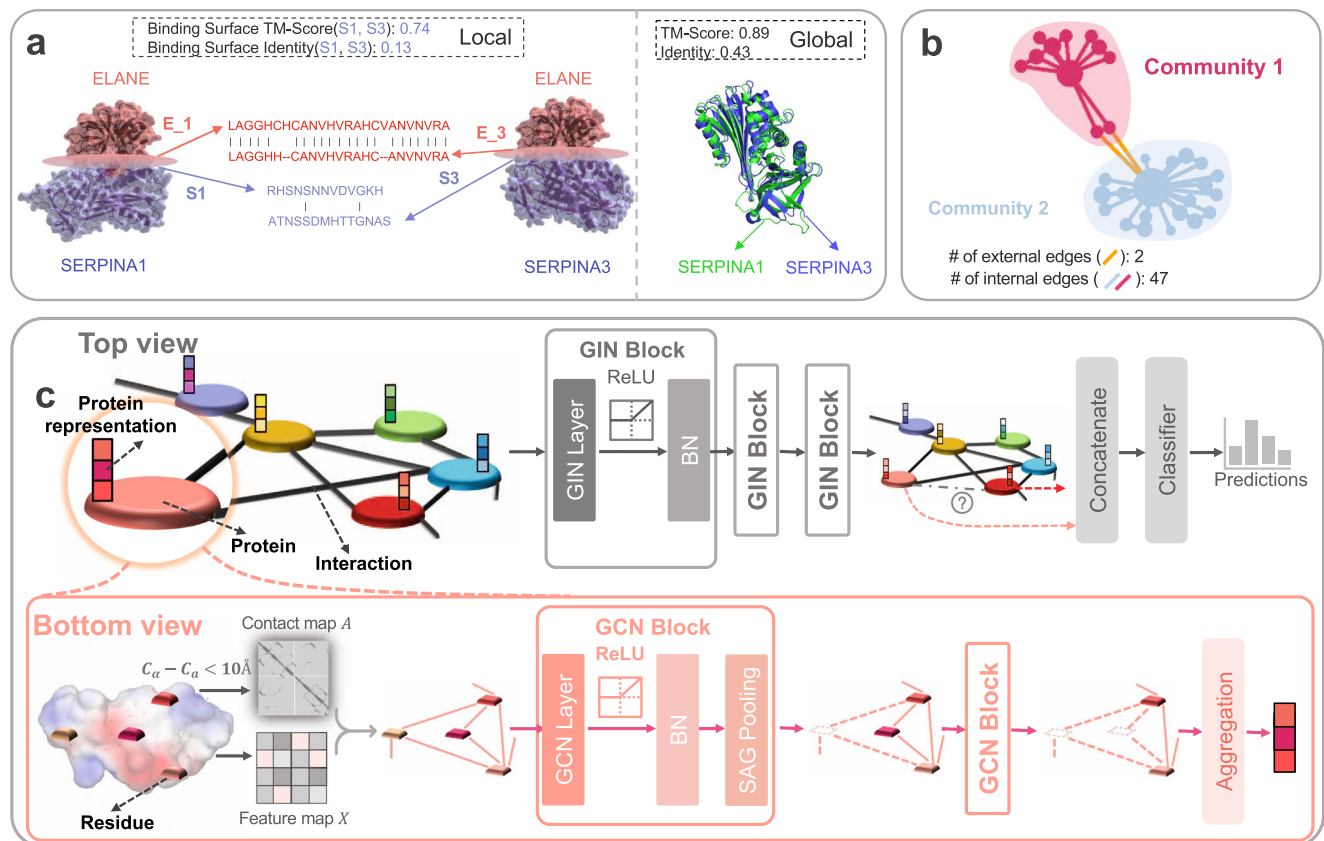 a
Binding Surface TM-Score(S1, S3): 0.74
Binding Surface Identity(S1, S3): 0.13
Local
TM-Score: 0.89
Identity: 0.43
Global
ELANE
ELANE
E_1
E_3
LAGGHCHCANVHVRAHCVANVNVRA
LAGGHH--CANVHVRAHC--ANVNVRA
S1
S3
RHSNSNNVDVGKH
ATNSSDMHTTGNAS
SERPINA1
SERPINA3
SERPINA1
SERPINA3
b
Community 1
Community 2
# of external edges ( ): 2
# of internal edges ( ): 47
c
Top view
Protein
representation
Protein
Interaction
GIN Block
ReLU
GIN Layer
BN
GIN Block
GIN Block
?
Concatenate
Classifier
Predictions
Bottom view
Contact map A
Cα − Ca < 10Å
Residue
Feature map X
GCN Block
ReLU
GCN Layer
BN
SAG Pooling
GCN Block
Aggregation